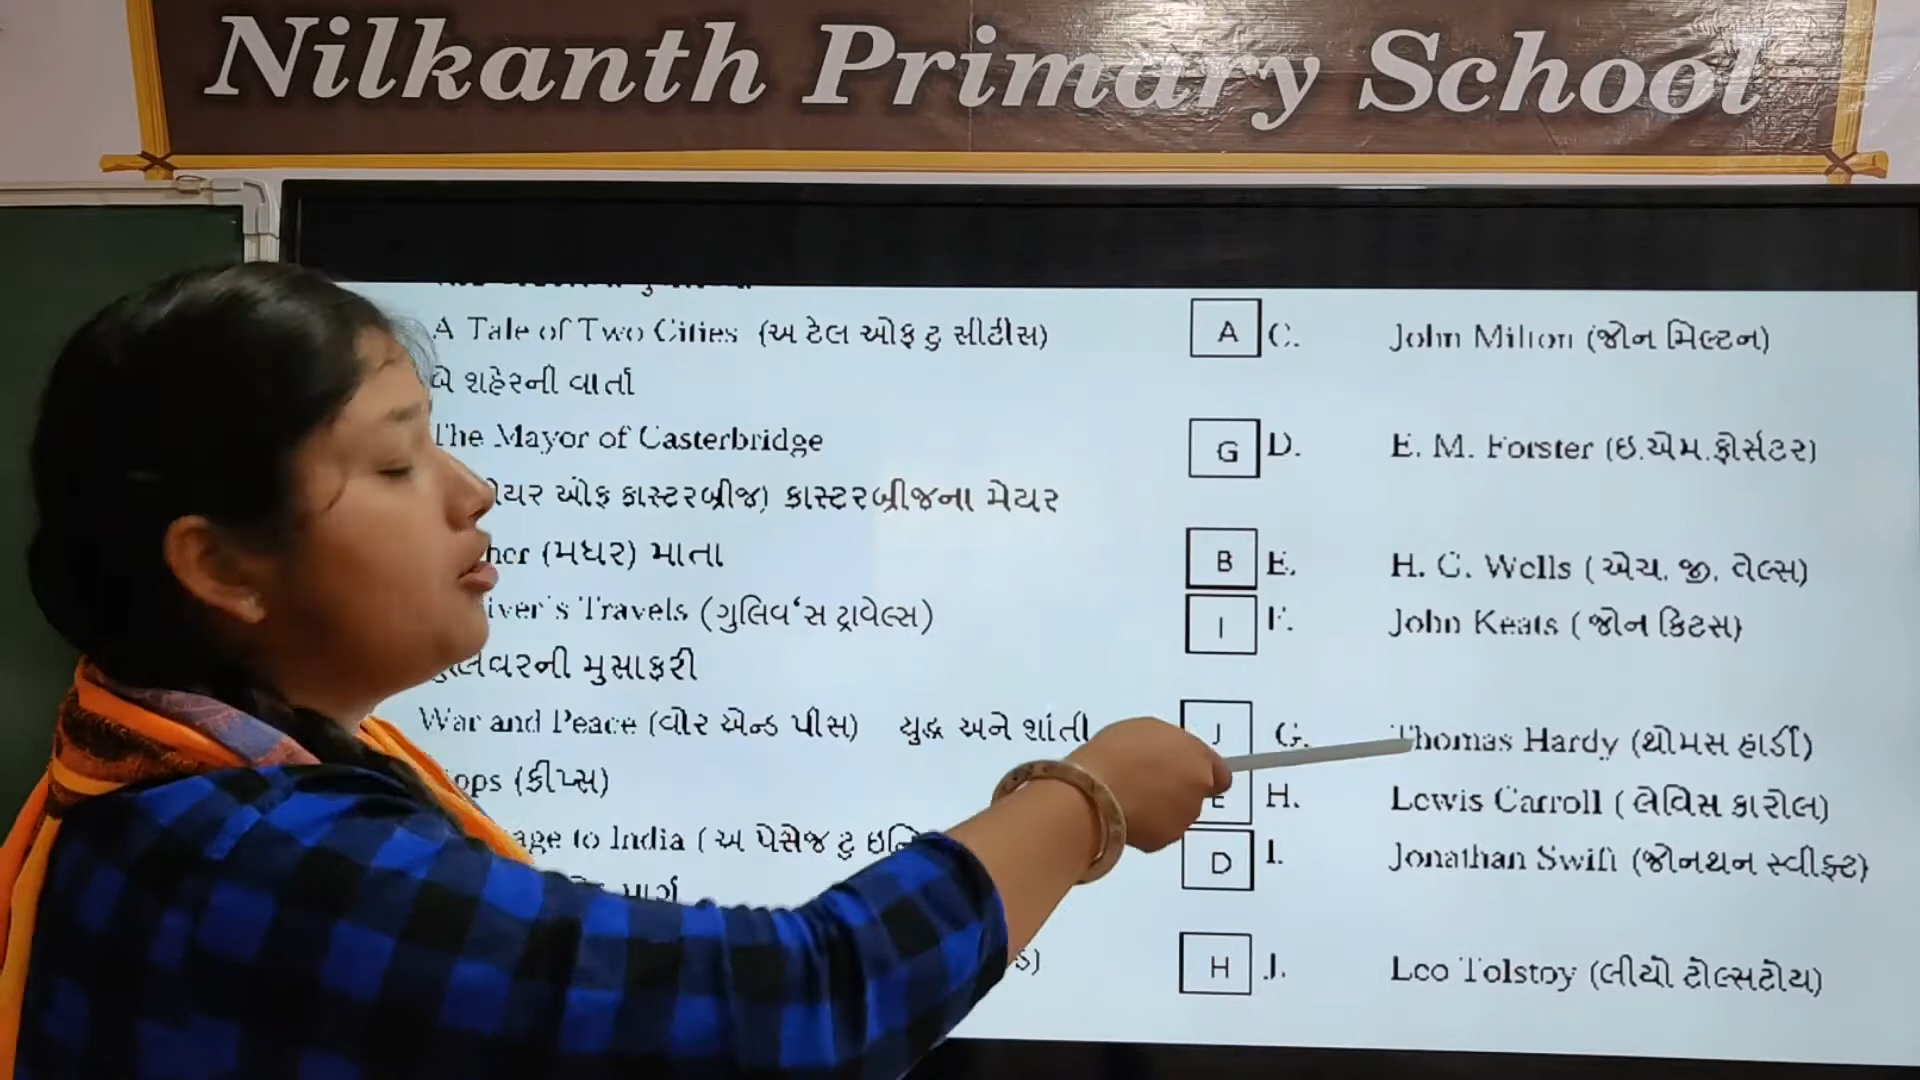 Nilkanth Primary School
A Tale of Two Cities (અ ટેલ ઓફ ટુ સીટીસ) A C. John Milton (જોન મિલ્ટન)
બે શહેરની વાર્તા
The Mayor of Casterbridge G D. E. M. Forster (ઇ.એમ.ફોર્સટર)
મેયર ઓફ કાસ્ટરબ્રીજ) કાસ્ટરબ્રીજના મેયર
her (મધર) માતા B E. H. G. Wells ( એચ. જી. વેલ્સ)
iver's Travels (ગુલિવ‘સ ટ્રાવેલ્સ) I F. John Keats ( જોન કિટસ)
લિવરની મુસાફરી
War and Peace (વોર એન્ડ પીસ) યુદ્ધ અને શાંતી J G. Thomas Hardy (થોમસ હાર્ડી)
pps (કીપ્સ) E H. Lewis Carroll ( લેવિસ કારોલ)
age to India ( અ પેસેજ ટુ D I. Jonathan Swift (જોનથન સ્વીફ્ટ)
માર્ગ
H J. Leo Tolstoy (લીયો ટોલ્સટોય)